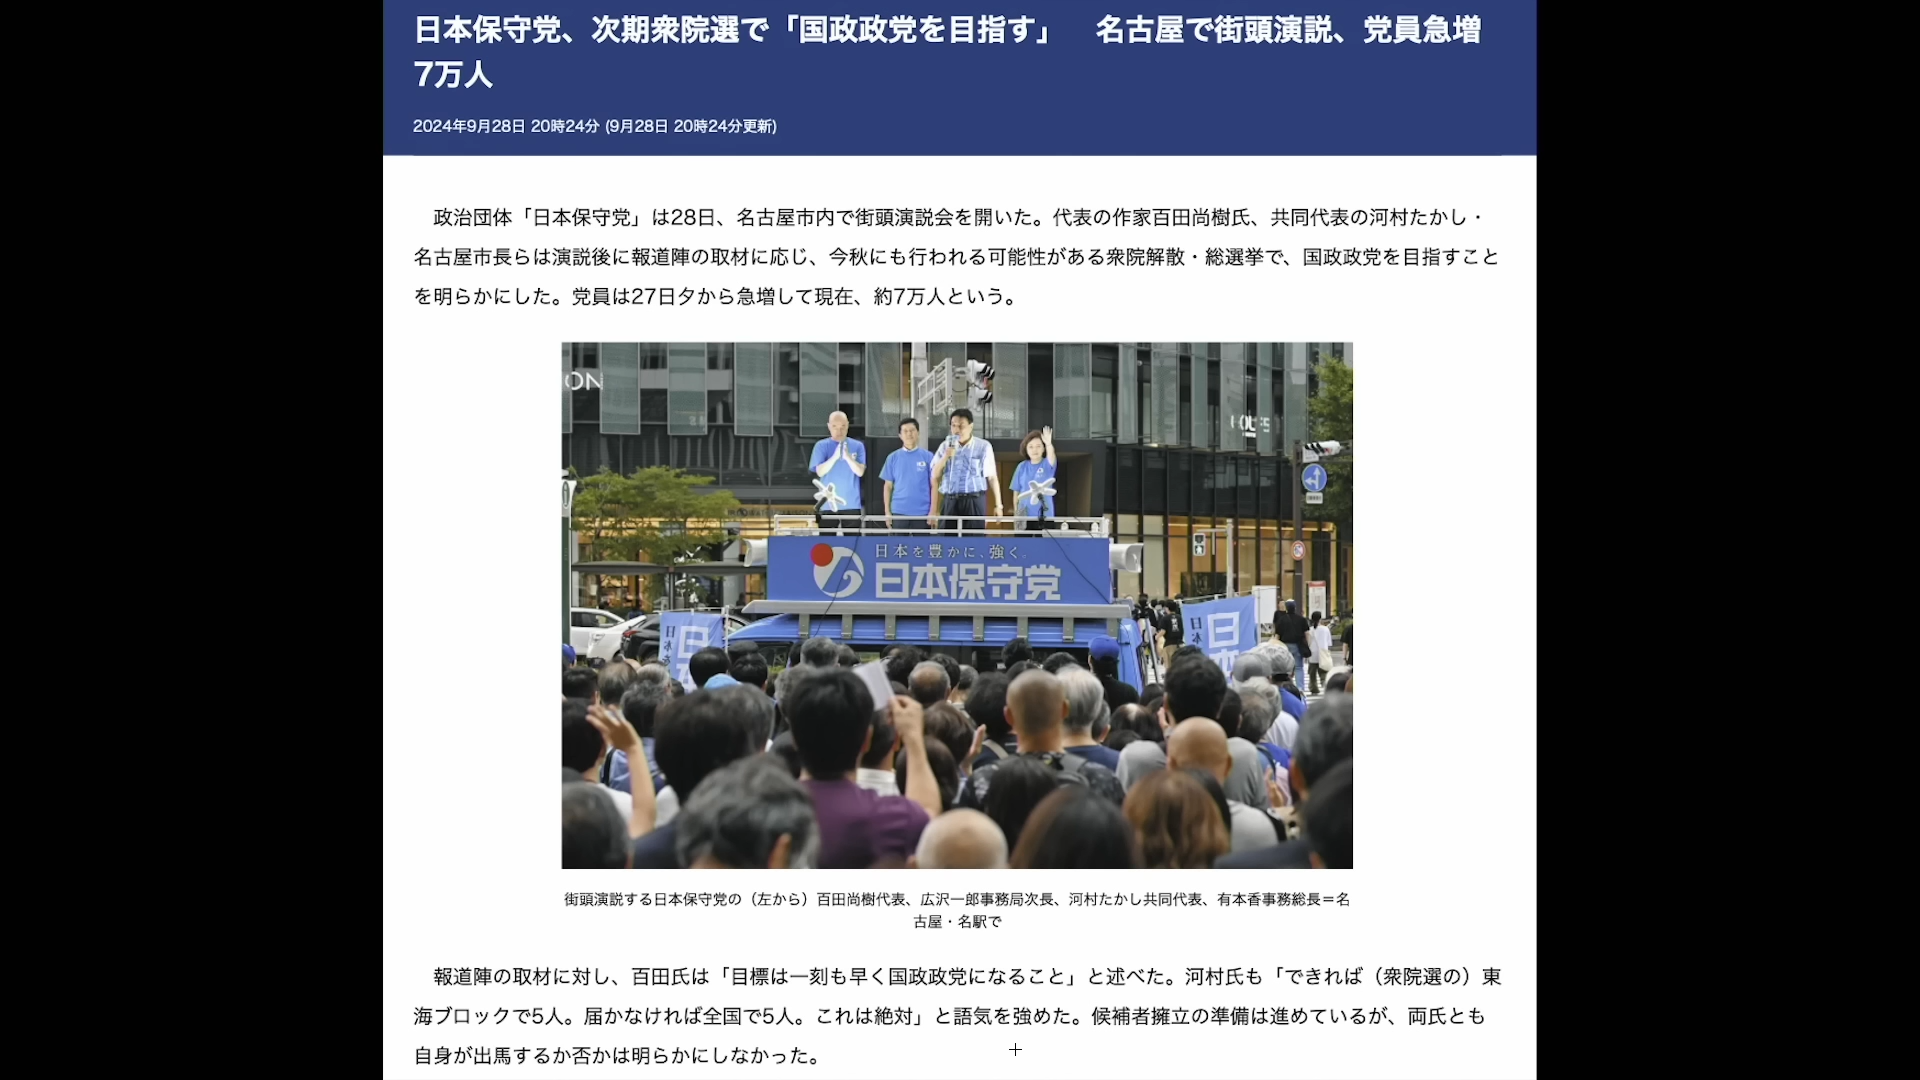 日本保守党、次期衆院選で「国政政党を目指す」　名古屋で街頭演説、党員急増
7万人
2024年9月28日 20時24分 (9月28日 20時24分更新)
政治団体「日本保守党」は28日、名古屋市内で街頭演説会を開いた。代表の作家百田尚樹氏、共同代表の河村たかし・
名古屋市長らは演説後に報道陣の取材に応じ、今秋にも行われる可能性がある衆院解散・総選挙で、国政政党を目指すこと
を明らかにした。党員は27日夕から急増して現在、約7万人という。
ON
日本を豊かに、強く。
日本保守党
日本
日
日本
日本
街頭演説する日本保守党の（左から）百田尚樹代表、広沢一郎事務局次長、河村たかし共同代表、有本香事務総長＝名
古屋・名駅で
報道陣の取材に対し、百田氏は「目標は一刻も早く国政政党になること」と述べた。河村氏も「できれば（衆院選の）東
海ブロックで5人。届かなければ全国で5人。これは絶対」と語気を強めた。候補者擁立の準備は進めているが、両氏とも
自身が出馬するか否かは明らかにしなかった。